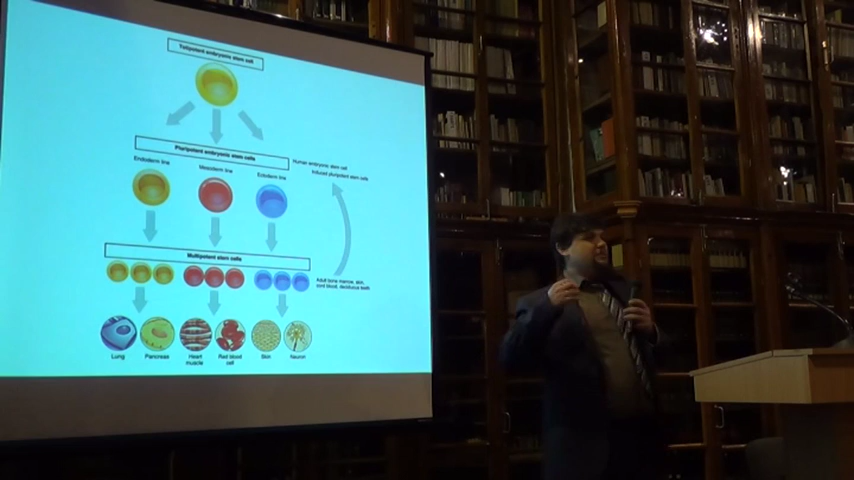 Totipotent embryonic stem cell
Pluripotent embryonic stem cells
Endoderm line
Mesoderm line
Ectoderm line
Human embryonic stem cell
Induced pluripotent stem cells
Multipotent stem cells
Adult bone marrow, skin,
cord blood, deciduous teeth
Lung
Pancreas
Heart
muscle
Red blood
cell
Skin
Neuron